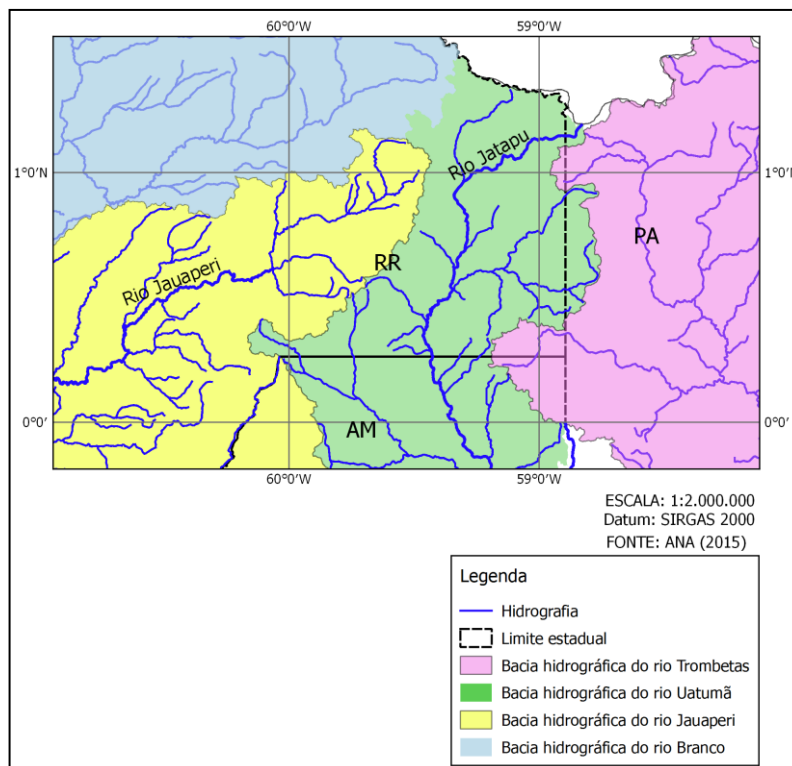 60°0'W 59°0'W
Rio Jatapu
1°0'N 1°0'N
PA
RR
Rio Jauaperi
0°0' 0°0'
AM
60°0'W 59°0'W
ESCALA: 1:2.000.000
Datum: SIRGAS 2000
FONTE: ANA (2015)
Legenda
Hidrografia
Limite estadual
Bacia hidrográfica do rio Trombetas
Bacia hidrográfica do rio Uatumã
Bacia hidrográfica do rio Jauaperi
Bacia hidrográfica do rio Branco